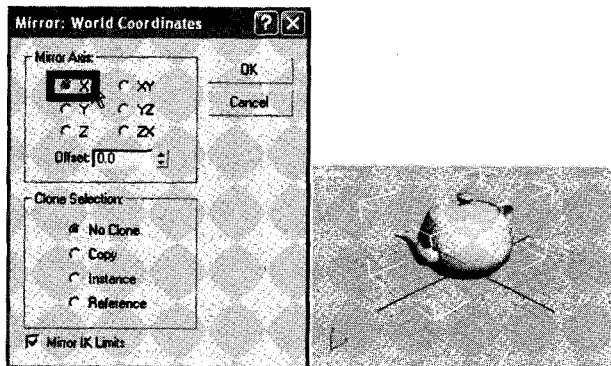 Mirror: World Coordinates
Mirror Axis:
X
XY
Y
YZ
Z
ZX
Offset: 0.0
OK
Cancel
Clone Selection:
No Clone
Copy
Instance
Reference
Mirror IK Limits